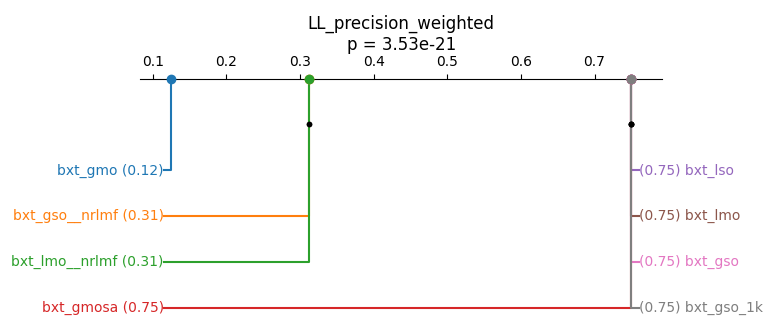 LL_precision_weighted
p = 3.53e-21
0.1 0.2 0.3 0.4 0.5 0.6 0.7
bxt_gmo (0.12) (0.75) bxt_lso
bxt_gso__nrlmf (0.31) (0.75) bxt_lmo
bxt_lmo__nrlmf (0.31) (0.75) bxt_gso
bxt_gmosa (0.75) (0.75) bxt_gso_1k